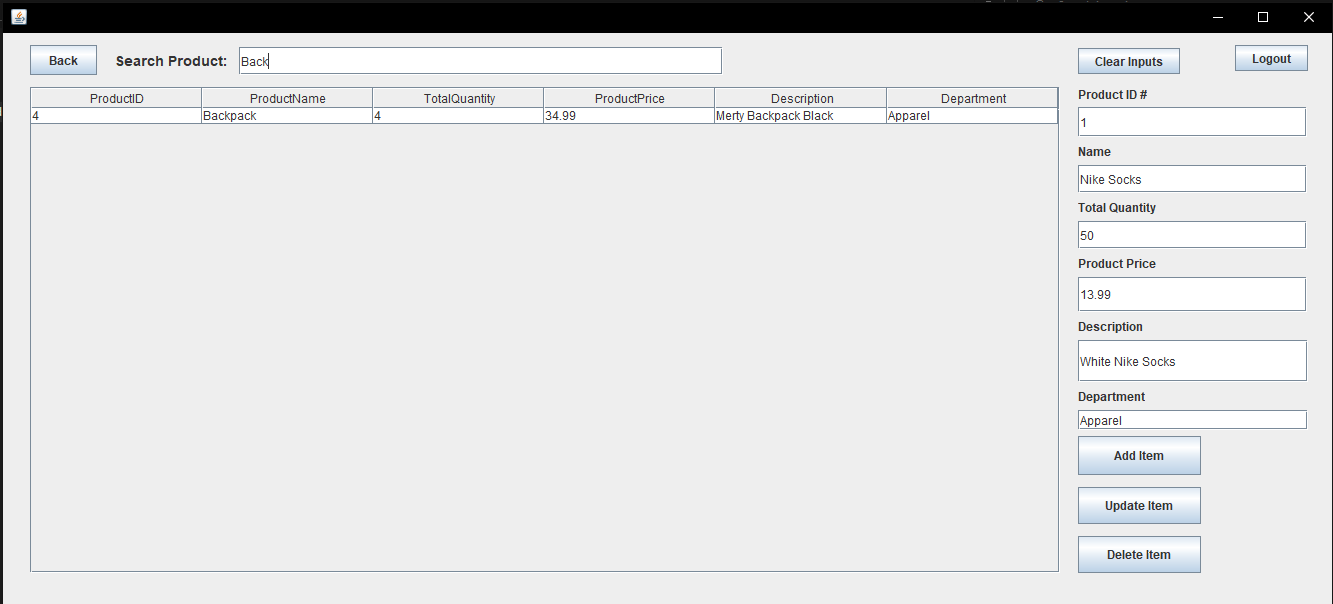 Back
Search Product:
Back
Clear Inputs
Logout
ProductID ProductName TotalQuantity ProductPrice Description Department
4 Backpack 4 34.99 Merty Backpack Black Apparel
Product ID #
1
Name
Nike Socks
Total Quantity
50
Product Price
13.99
Description
White Nike Socks
Department
Apparel
Add Item
Update Item
Delete Item